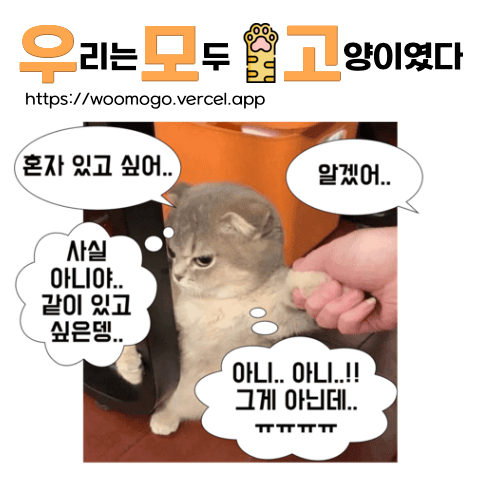 우리는 모두 고양이였다
https://woomogo.vercel.app
혼자 있고 싶어..
알겠어..
사실
아니야..
같이 있고
싶은뎅..
아니.. 아니..!!
그게 아닌데..
ㅠㅠㅠㅠ